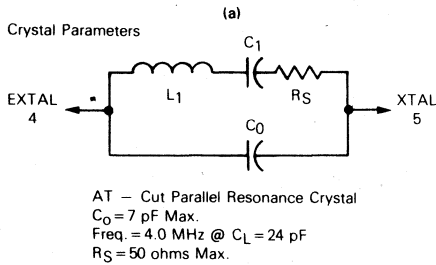 (a)
Crystal Parameters
C1
L1
RS
EXTAL
4
XTAL
5
C0
AT – Cut Parallel Resonance Crystal
C0 = 7 pF Max.
Freq. = 4.0 MHz @ CL = 24 pF
RS = 50 ohms Max.